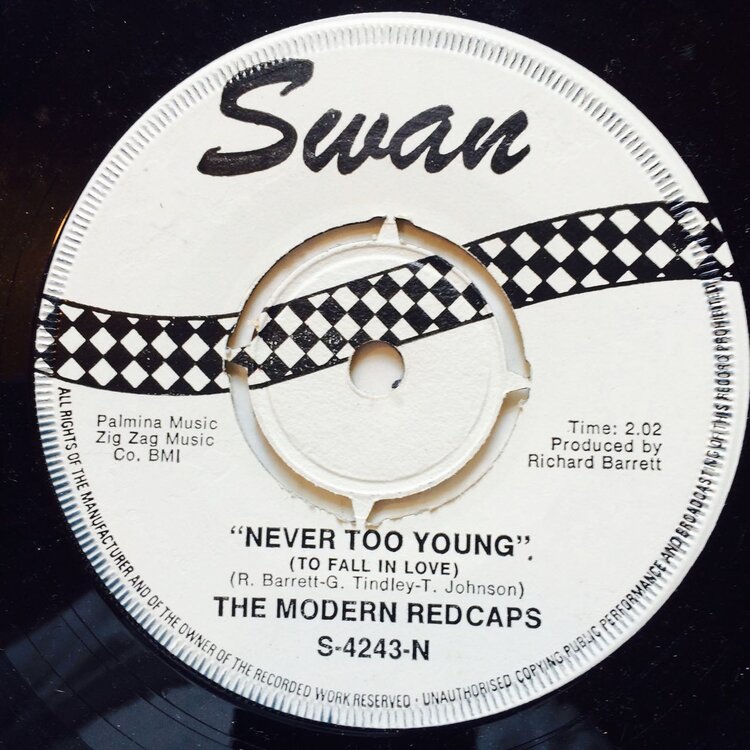 Swan
Palmina Music
Zig Zag Music
Co. BMI
Time: 2.02
Produced by
Richard Barrett
"NEVER TOO YOUNG"
(TO FALL IN LOVE)
(R. Barrett-G. Tindley-T. Johnson)
THE MODERN REDCAPS
S-4243-N
ALL RIGHTS OF THE MANUFACTURER AND OF THE OWNER OF THE RECORDED WORK RESERVED · UNAUTHORISED COPYING PUBLIC PERFORMANCE AND BROADCASTING OF THIS RECORD PROHIBITED